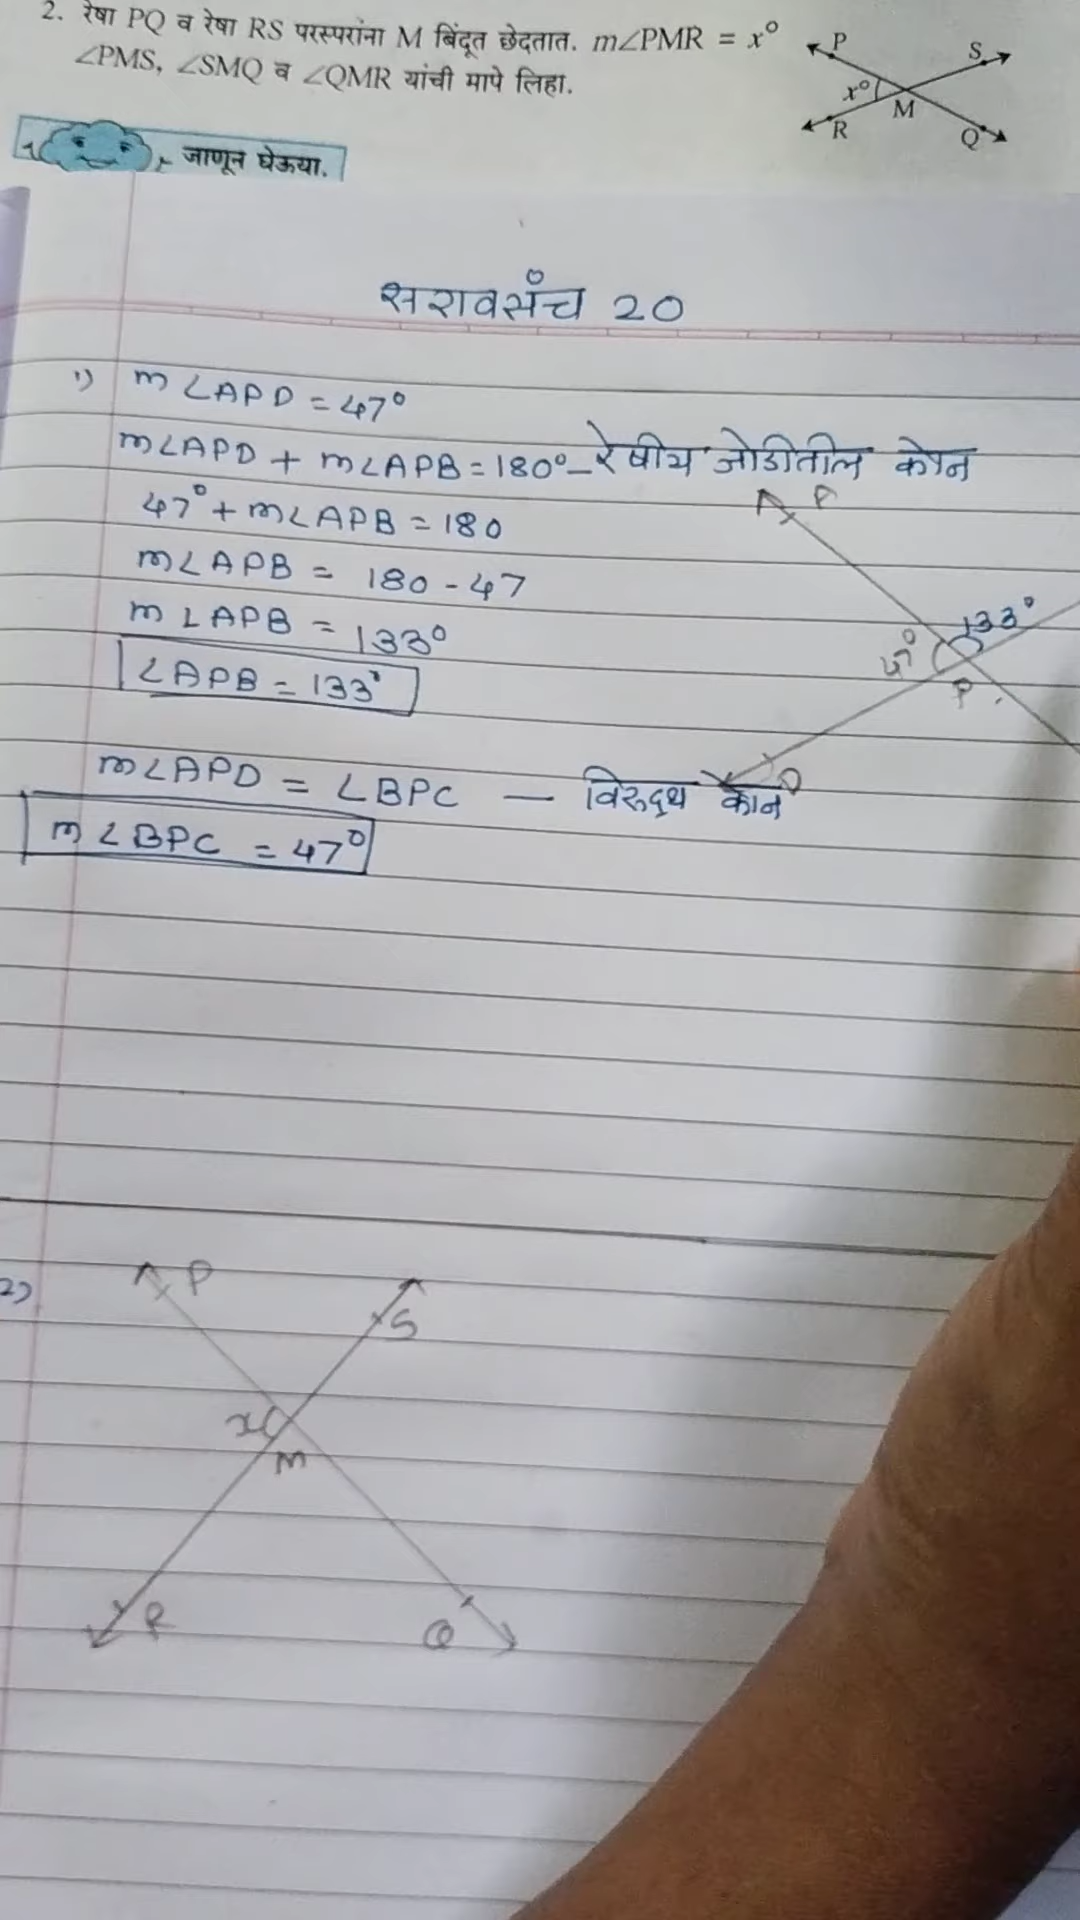 2. रेषा PQ व रेषा RS परस्परांना M बिंदूत छेदतात. m∠PMR = x°
∠PMS, ∠SMQ व ∠QMR यांची मापे लिहा.
P
S
x°
M
R
Q
जाणून घेऊया.
सरावसंच 20
1) m∠APD = 47°
m∠APD + m∠APB = 180° – रेषीय जोडीतील कोन
47° + m∠APB = 180
m∠APB = 180 - 47
m∠APB = 133°
∠APB = 133°
133°
47°
P
D
m∠APD = ∠BPC — विरुद्ध कोन
m∠BPC = 47°
2)
P
S
x
M
R
Q